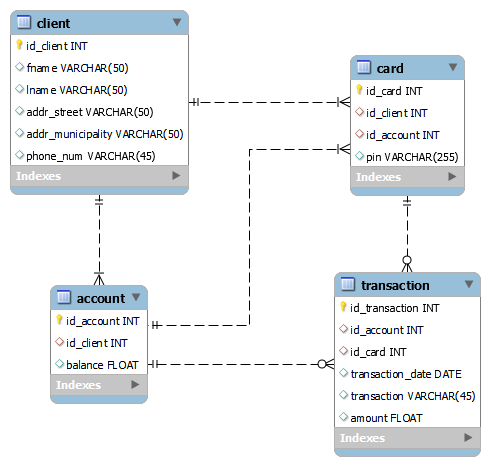 client
id_client INT
fname VARCHAR(50)
lname VARCHAR(50)
addr_street VARCHAR(50)
addr_municipality VARCHAR(50)
phone_num VARCHAR(45)
Indexes
card
id_card INT
id_client INT
id_account INT
pin VARCHAR(255)
Indexes
account
id_account INT
id_client INT
balance FLOAT
Indexes
transaction
id_transaction INT
id_account INT
id_card INT
transaction_date DATE
transaction VARCHAR(45)
amount FLOAT
Indexes